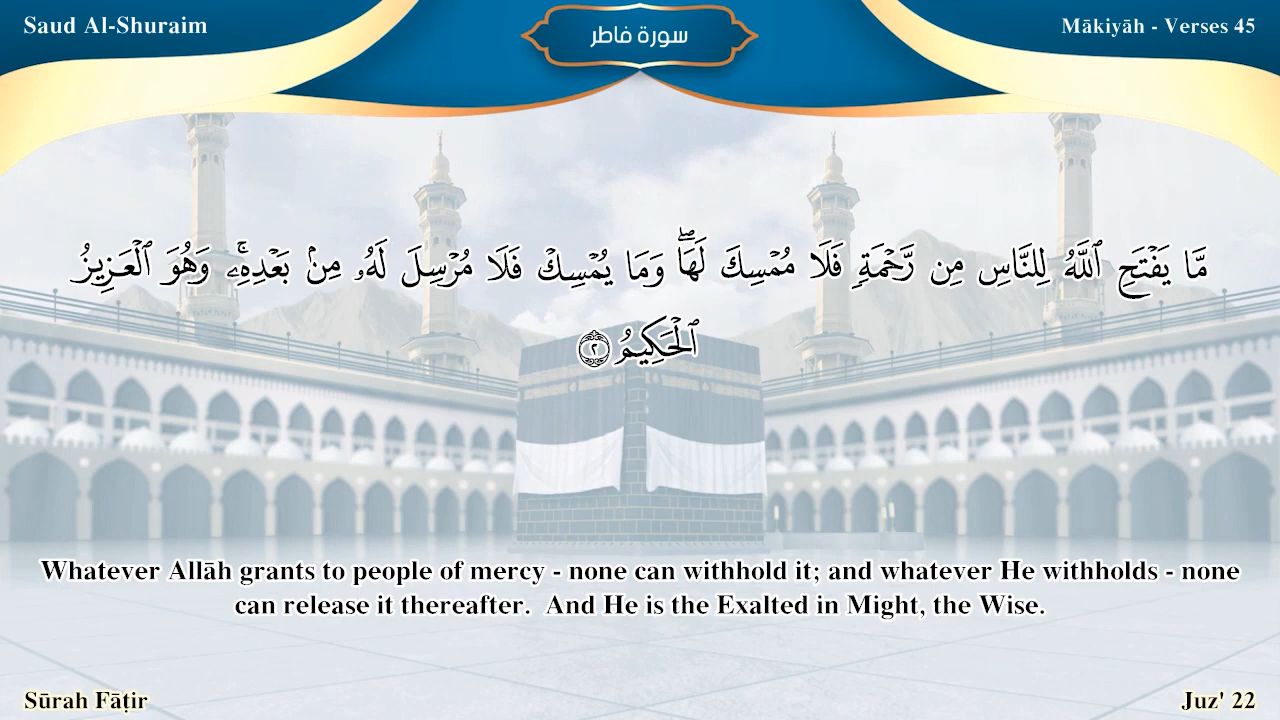 Saud Al-Shuraim
سورة فاطر
Mākiyāh - Verses 45
مَّا يَفْتَحِ ٱللَّهُ لِلنَّاسِ مِن رَّحْمَةٍۢ فَلَا مُمْسِكَ لَهَا ۖ وَمَا يُمْسِكْ فَلَا مُرْسِلَ لَهُۥ مِنۢ بَعْدِهِۦ ۚ وَهُوَ ٱلْعَزِيزُ
ٱلْحَكِيمُ ٢
Whatever Allāh grants to people of mercy - none can withhold it; and whatever He withholds - none
can release it thereafter.  And He is the Exalted in Might, the Wise.
Sūrah Fāṭir
Juz' 22